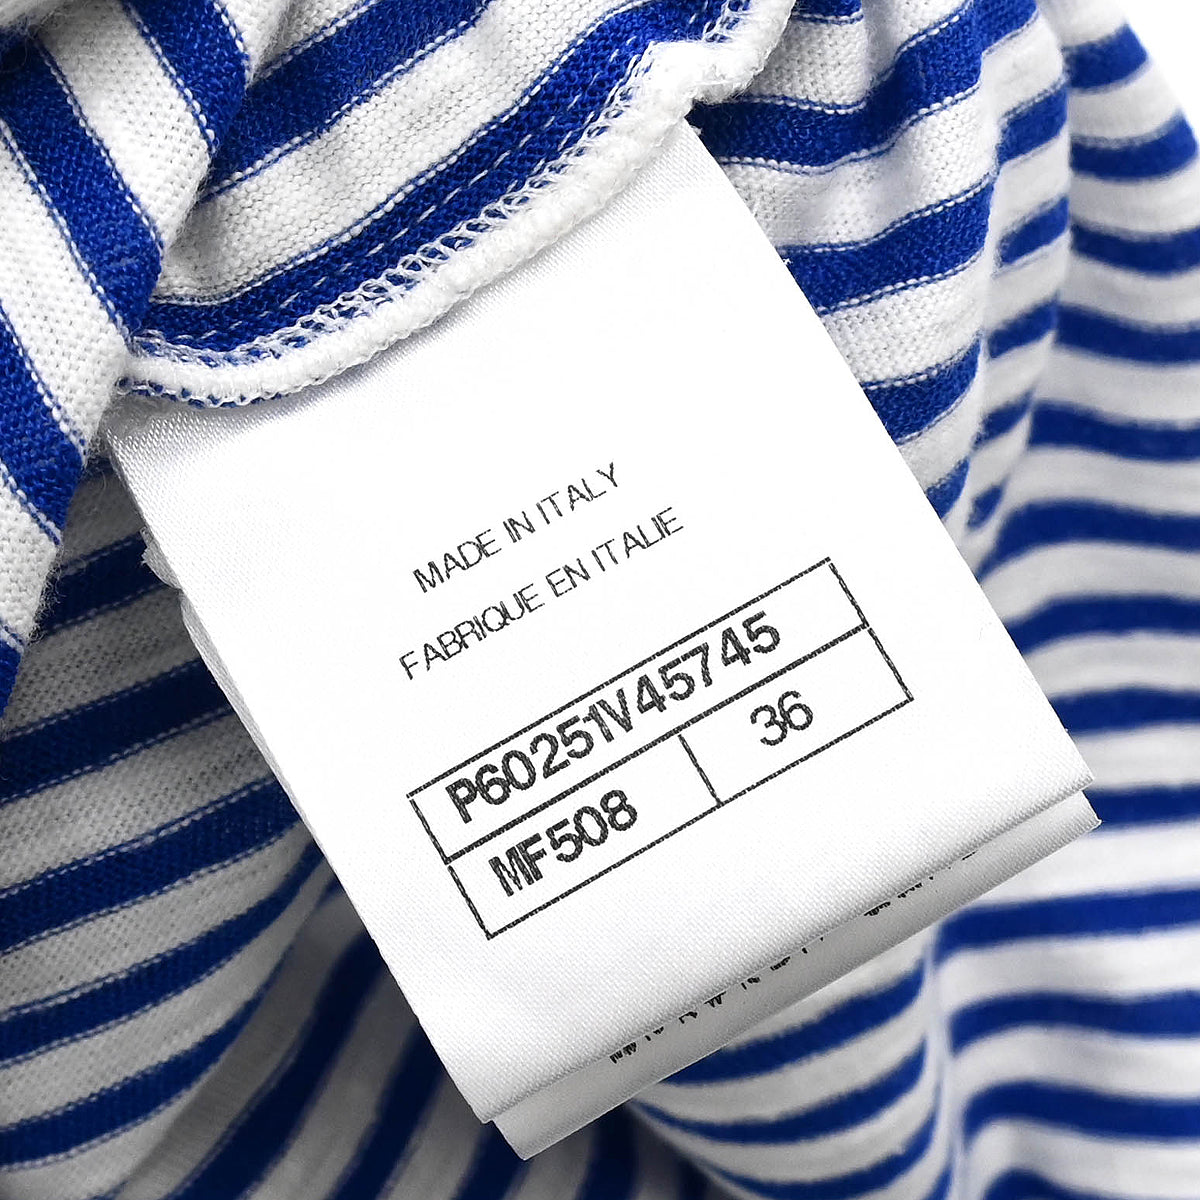 MADE IN ITALY
FABRIQUE EN ITALIE
P60251V45745
MF508 36